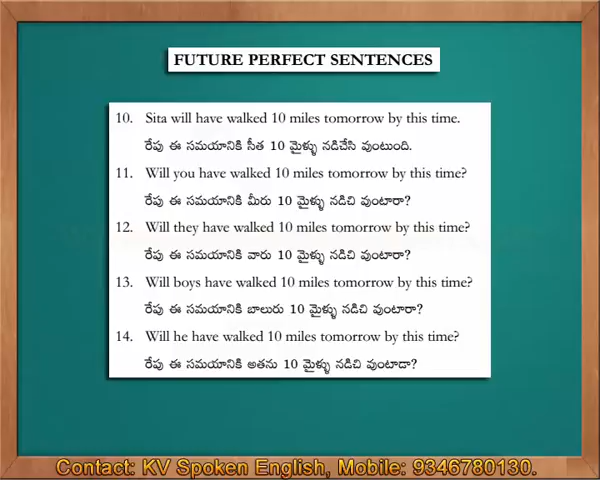 FUTURE PERFECT SENTENCES
10. Sita will have walked 10 miles tomorrow by this time.
రేపు ఈ సమయానికి సీత 10 మైళ్ళు నడిచేసి వుంటుంది.
11. Will you have walked 10 miles tomorrow by this time?
రేపు ఈ సమయానికి మీరు 10 మైళ్ళు నడిచి వుంటారా?
12. Will they have walked 10 miles tomorrow by this time?
రేపు ఈ సమయానికి వారు 10 మైళ్ళు నడిచి వుంటారా?
13. Will boys have walked 10 miles tomorrow by this time?
రేపు ఈ సమయానికి బాలురు 10 మైళ్ళు నడిచి వుంటారా?
14. Will he have walked 10 miles tomorrow by this time?
రేపు ఈ సమయానికి అతను 10 మైళ్ళు నడిచి వుంటాడా?
Contact: KV Spoken English, Mobile: 9346780130.